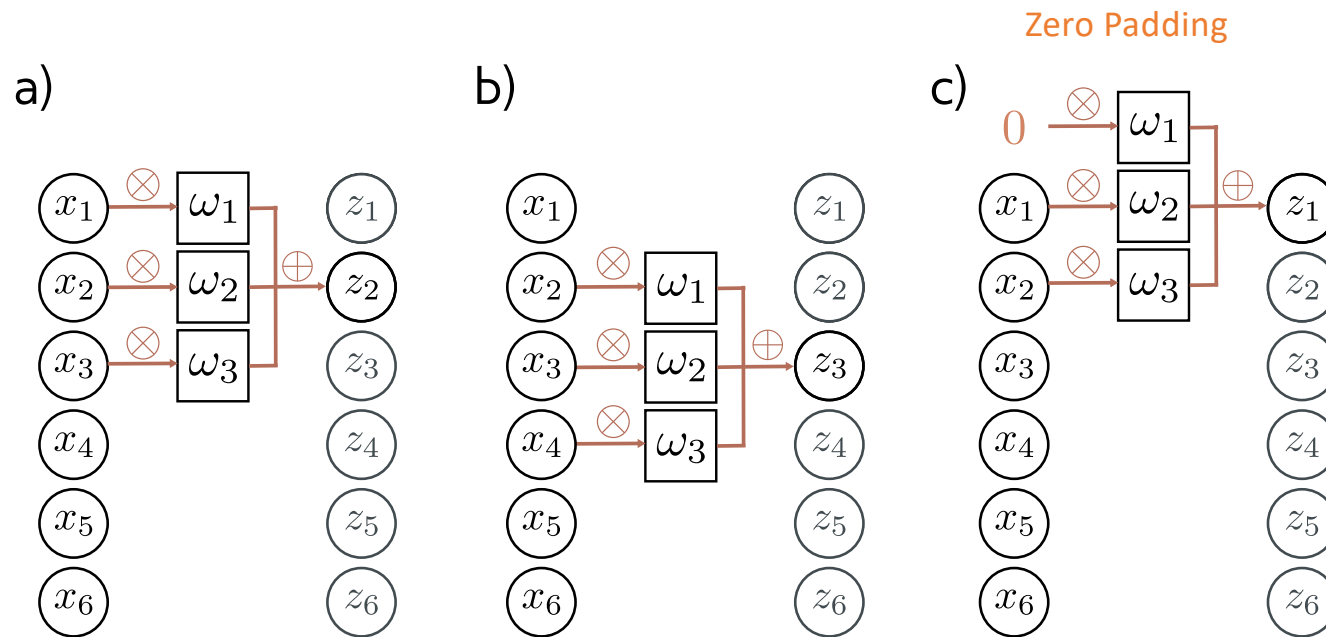 Zero Padding
a)
x₁ ⊗ ω₁ z₁
x₂ ⊗ ω₂ ⊕ z₂
x₃ ⊗ ω₃ z₃
x₄ z₄
x₅ z₅
x₆ z₆
b)
x₁ z₁
x₂ ⊗ ω₁ z₂
x₃ ⊗ ω₂ ⊕ z₃
x₄ ⊗ ω₃ z₄
x₅ z₅
x₆ z₆
c)
0 ⊗ ω₁
x₁ ⊗ ω₂ ⊕ z₁
x₂ ⊗ ω₃ z₂
x₃ z₃
x₄ z₄
x₅ z₅
x₆ z₆